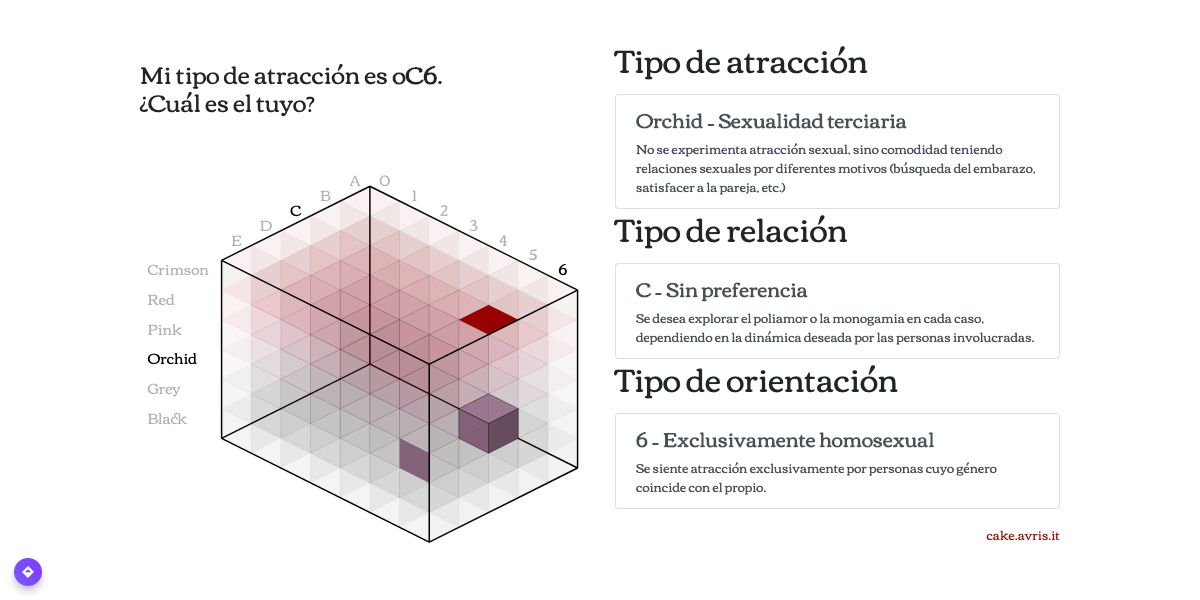 Mi tipo de atracción es oC6.
¿Cuál es el tuyo?
A
B
C
D
E
O
1
2
3
4
5
6
Crimson
Red
Pink
Orchid
Grey
Black
Tipo de atracción
Orchid - Sexualidad terciaria
No se experimenta atracción sexual, sino comodidad teniendo
relaciones sexuales por diferentes motivos (búsqueda del embarazo,
satisfacer a la pareja, etc.)
Tipo de relación
C - Sin preferencia
Se desea explorar el poliamor o la monogamia en cada caso,
dependiendo en la dinámica deseada por las personas involucradas.
Tipo de orientación
6 - Exclusivamente homosexual
Se siente atracción exclusivamente por personas cuyo género
coincide con el propio.
cake.avris.it